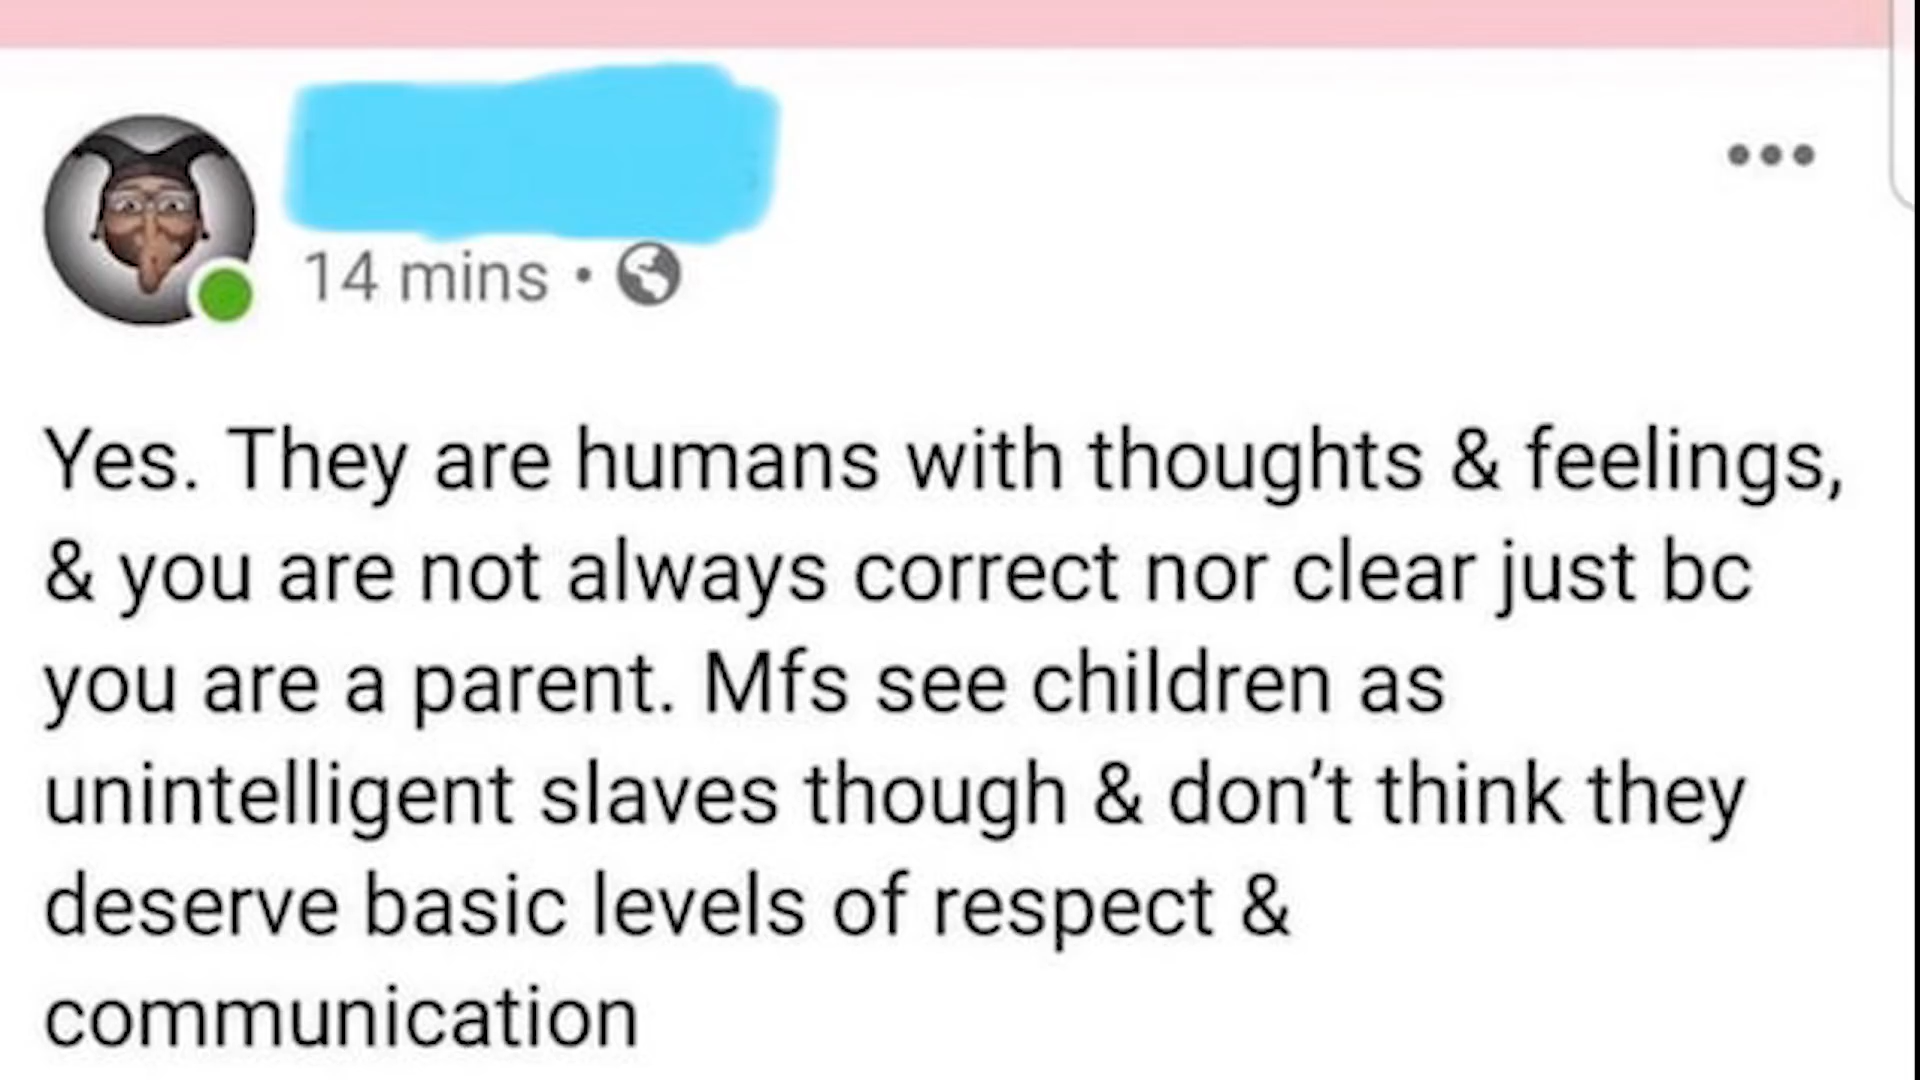 14 mins •
Yes. They are humans with thoughts & feelings,
& you are not always correct nor clear just bc
you are a parent. Mfs see children as
unintelligent slaves though & don’t think they
deserve basic levels of respect &
communication